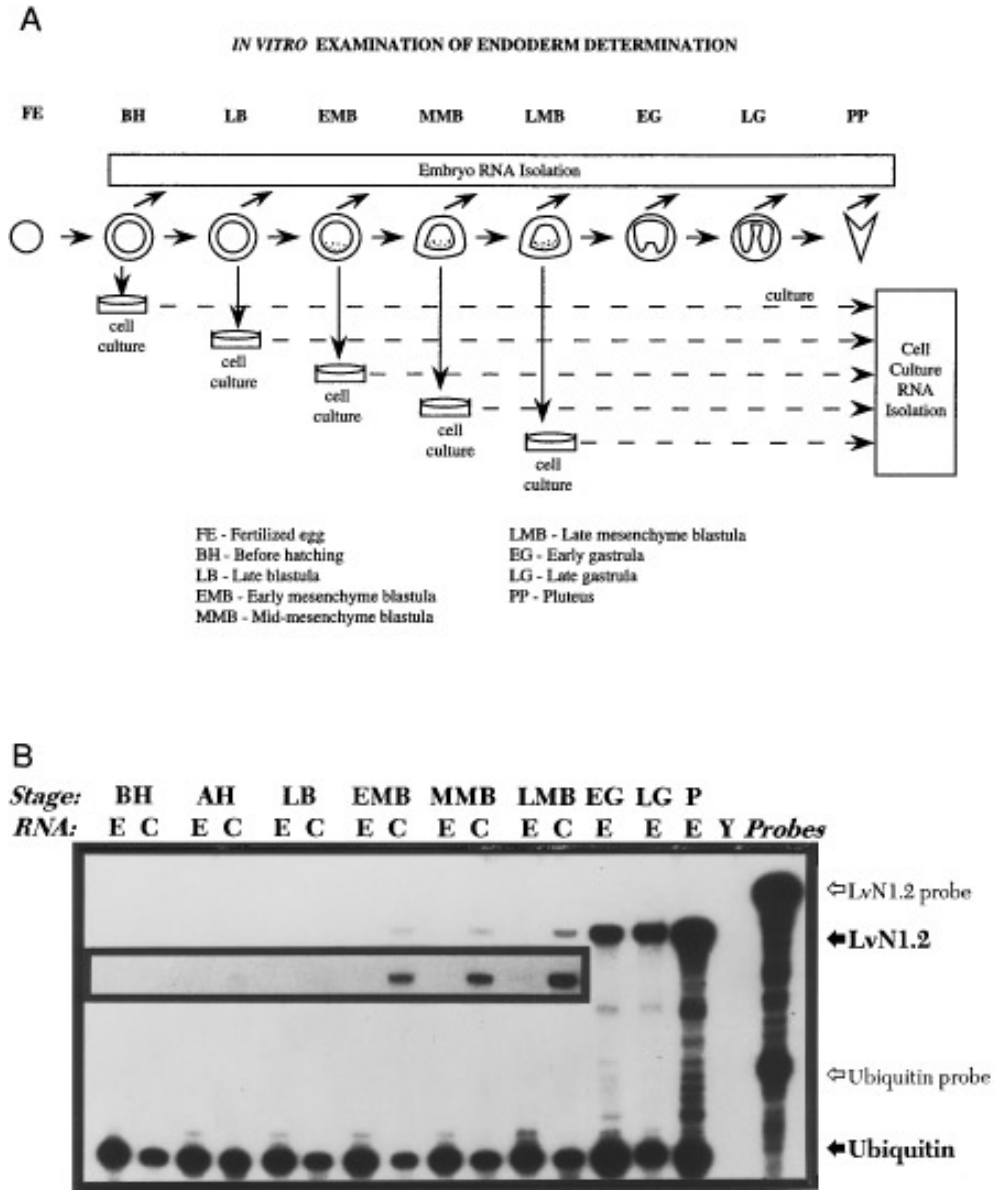 A
IN VITRO EXAMINATION OF ENDODERM DETERMINATION
FE BH LB EMB MMB LMB EG LG PP
Embryo RNA Isolation
culture
cell
culture
cell
culture
cell
culture
cell
culture
cell
culture
Cell
Culture
RNA
Isolation
FE - Fertilized egg
BH - Before hatching
LB - Late blastula
EMB - Early mesenchyme blastula
MMB - Mid-mesenchyme blastula
LMB - Late mesenchyme blastula
EG - Early gastrula
LG - Late gastrula
PP - Pluteus
B
Stage: BH AH LB EMB MMB LMB EG LG P
RNA: E C E C E C E C E C E C E E E Y Probes
LvN1.2 probe
LvN1.2
Ubiquitin probe
Ubiquitin